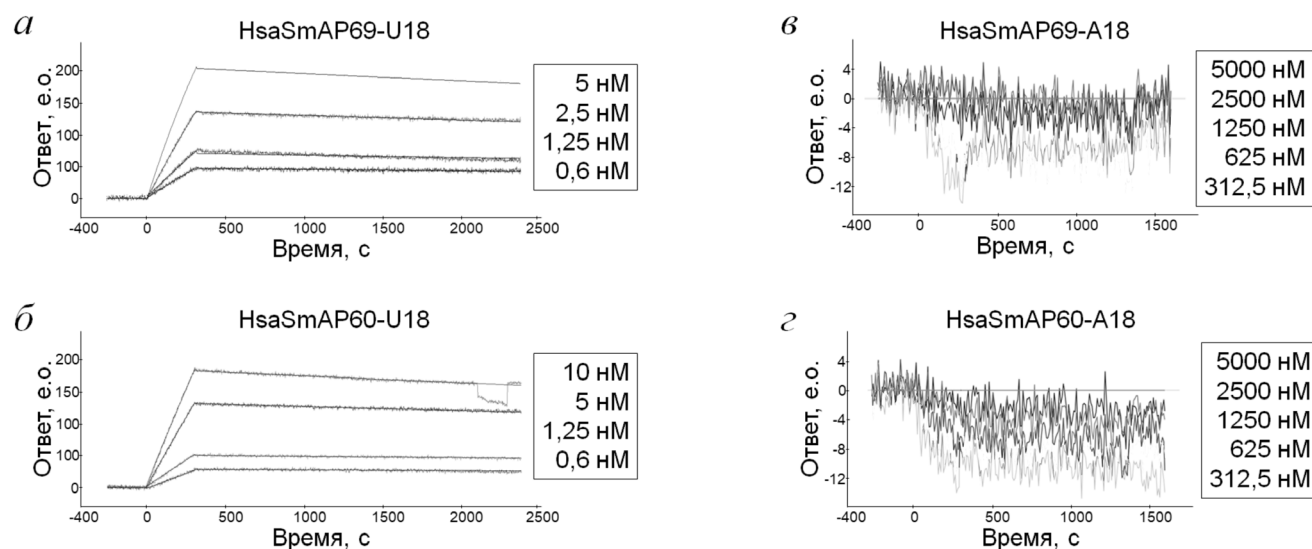 а
HsaSmAP69-U18
Ответ, е.о.
200
150
100
100
0
-400
0
500
1000
1500
2000
2500
Время, с
5 нМ
2,5 нМ
1,25 нМ
0,6 нМ
в
HsaSmAP69-A18
Ответ, е.о.
4
0
-4
-8
-12
-400
0
500
1000
1500
Время, с
5000 нМ
2500 нМ
1250 нМ
625 нМ
312,5 нМ
б
HsaSmAP60-U18
Ответ, е.о.
200
150
100
100
0
-400
0
500
1000
1500
2000
2500
Время, с
10 нМ
5 нМ
1,25 нМ
0,6 нМ
г
HsaSmAP60-A18
Ответ, е.о.
4
0
-4
-8
-12
-400
0
500
1000
1500
Время, с
5000 нМ
2500 нМ
1250 нМ
625 нМ
312,5 нМ